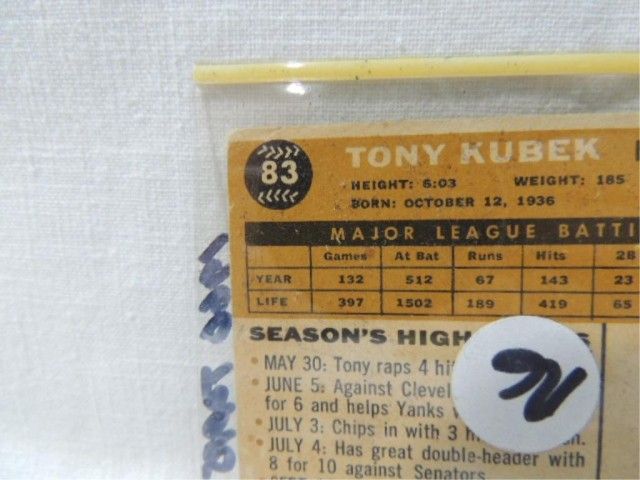 83
TONY KUBEK
HEIGHT: 6:03 WEIGHT: 185
BORN: OCTOBER 12, 1936
MAJOR LEAGUE BATTI
Games At Bat Runs Hits 2B
YEAR 132 512 67 143 23
LIFE 397 1502 189 419 65
SEASON'S HIGH S
• MAY 30: Tony raps 4 hi
• JUNE 5: Against Clevel
for 6 and helps Yanks
• JULY 3: Chips in with 3
• JULY 4: Has great double-header with
8 for 10 against Senators.